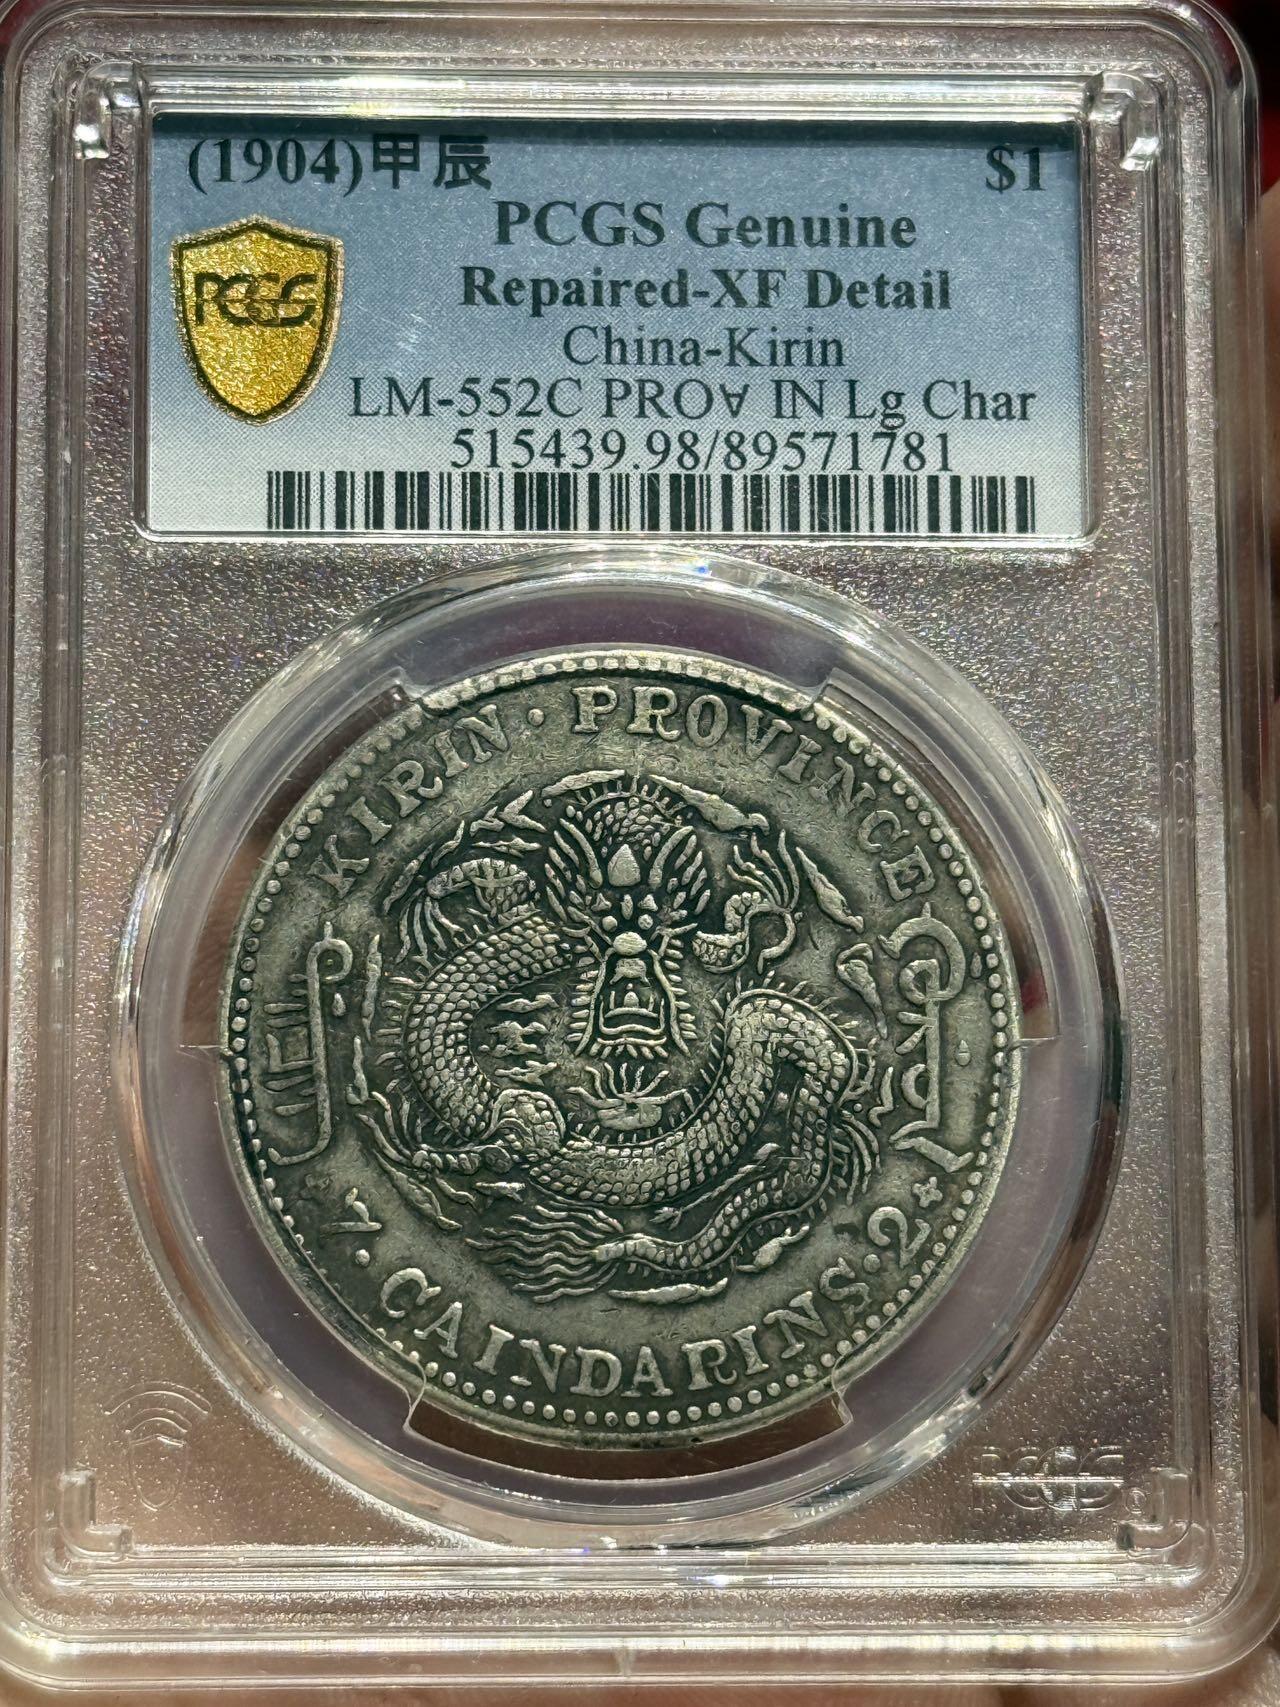 (1904)甲辰 $1
PCGS Genuine
PCGS
Repaired-XF Detail
China-Kirin
LM-552C PRO∀ IN Lg Char
515439.98/89571781
KIRIN · PROVINCE
7 · CAINDARINS · 2
PCGS